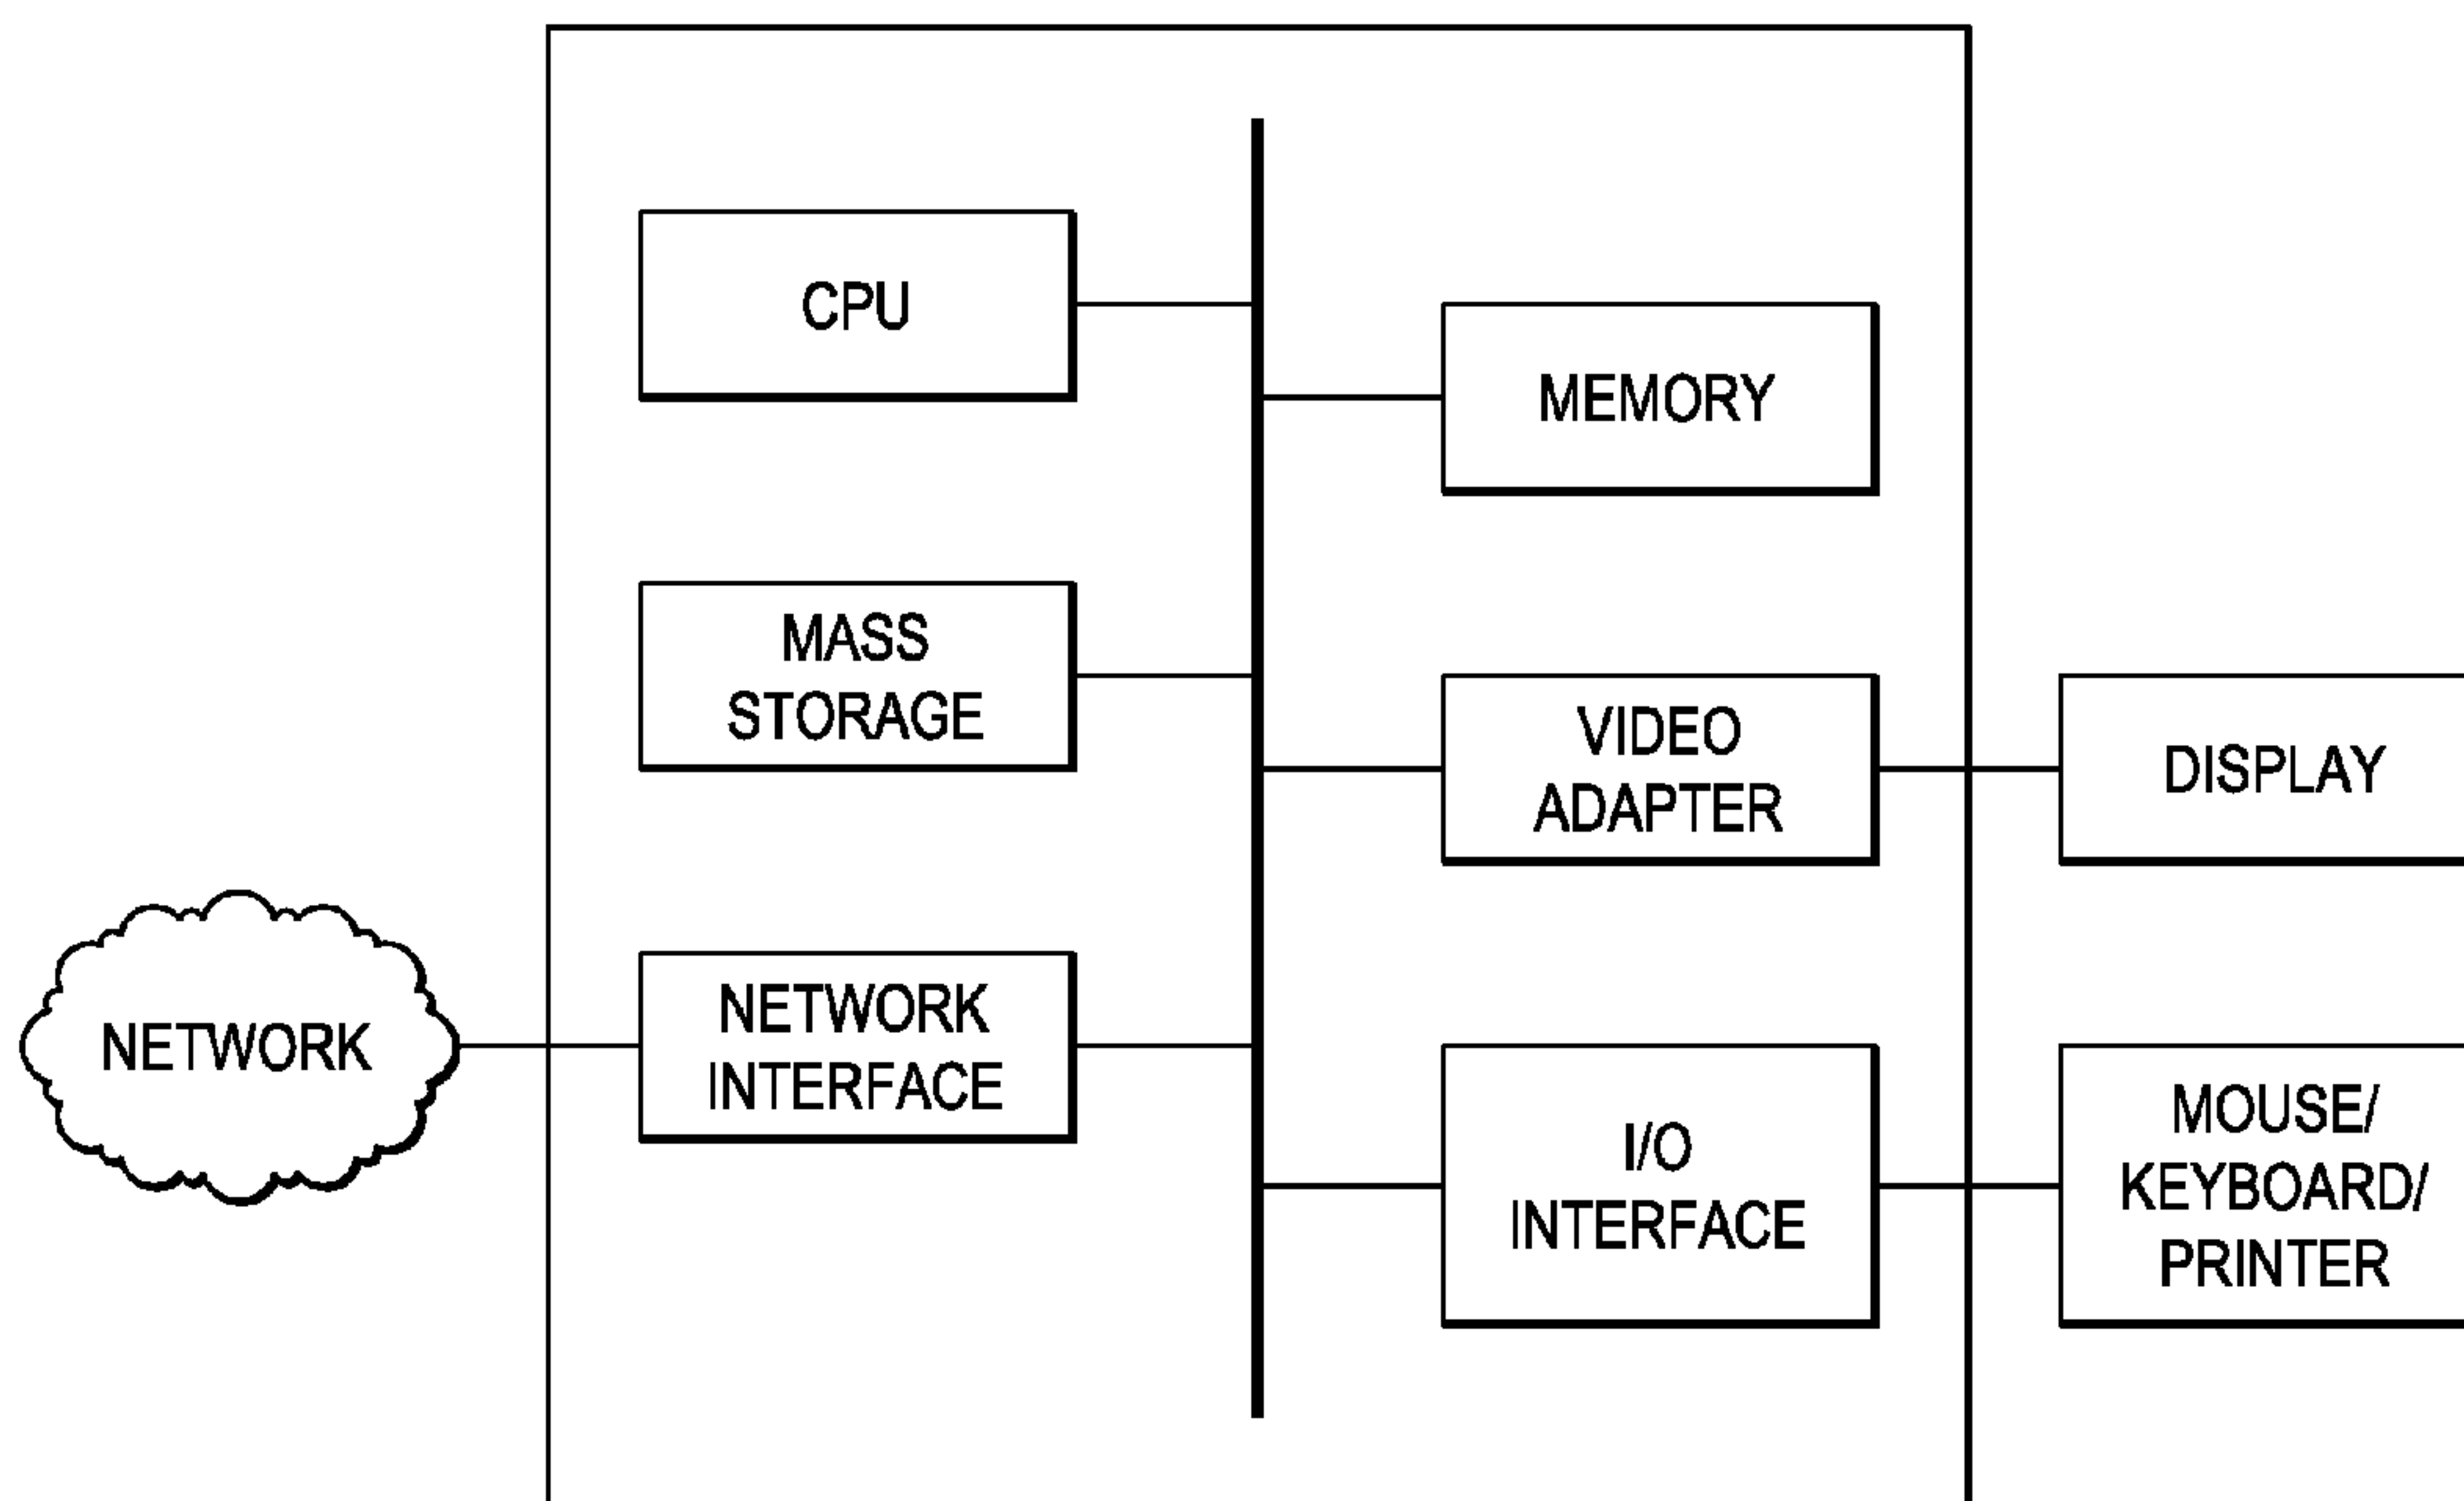 CPU
MEMORY
MASS
STORAGE
VIDEO
ADAPTER
DISPLAY
NETWORK
NETWORK
INTERFACE
I/O
INTERFACE
MOUSE/
KEYBOARD/
PRINTER